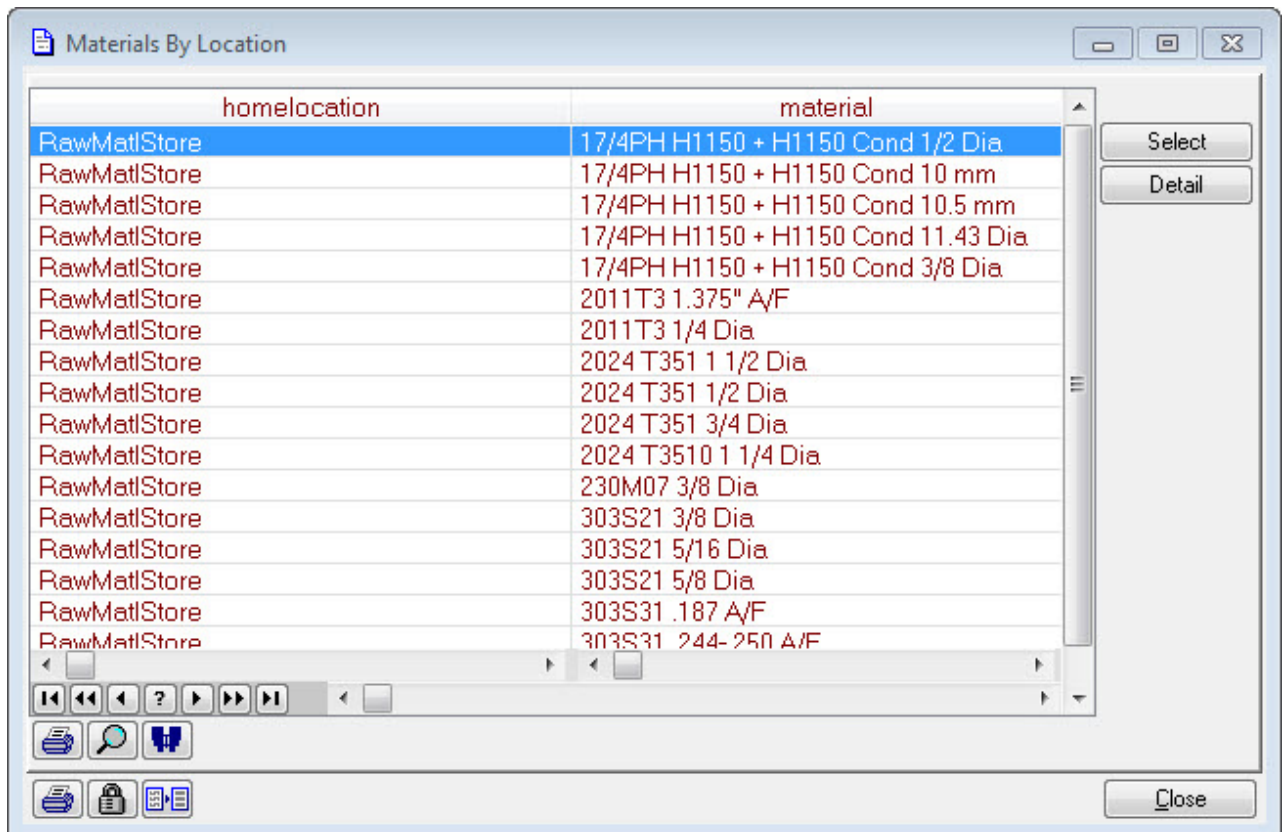 Materials By Location
homelocation material
RawMatlStore 17/4PH H1150 + H1150 Cond 1/2 Dia
RawMatlStore 17/4PH H1150 + H1150 Cond 10 mm
RawMatlStore 17/4PH H1150 + H1150 Cond 10.5 mm
RawMatlStore 17/4PH H1150 + H1150 Cond 11.43 Dia
RawMatlStore 17/4PH H1150 + H1150 Cond 3/8 Dia
RawMatlStore 2011T3 1.375" A/F
RawMatlStore 2011T3 1/4 Dia
RawMatlStore 2024 T351 1 1/2 Dia
RawMatlStore 2024 T351 1/2 Dia
RawMatlStore 2024 T351 3/4 Dia
RawMatlStore 2024 T3510 1 1/4 Dia
RawMatlStore 230M07 3/8 Dia
RawMatlStore 303S21 3/8 Dia
RawMatlStore 303S21 5/16 Dia
RawMatlStore 303S21 5/8 Dia
RawMatlStore 303S31 .187 A/F
RawMatlStore 303S31 .244-.250 A/F
Select
Detail
?
Close